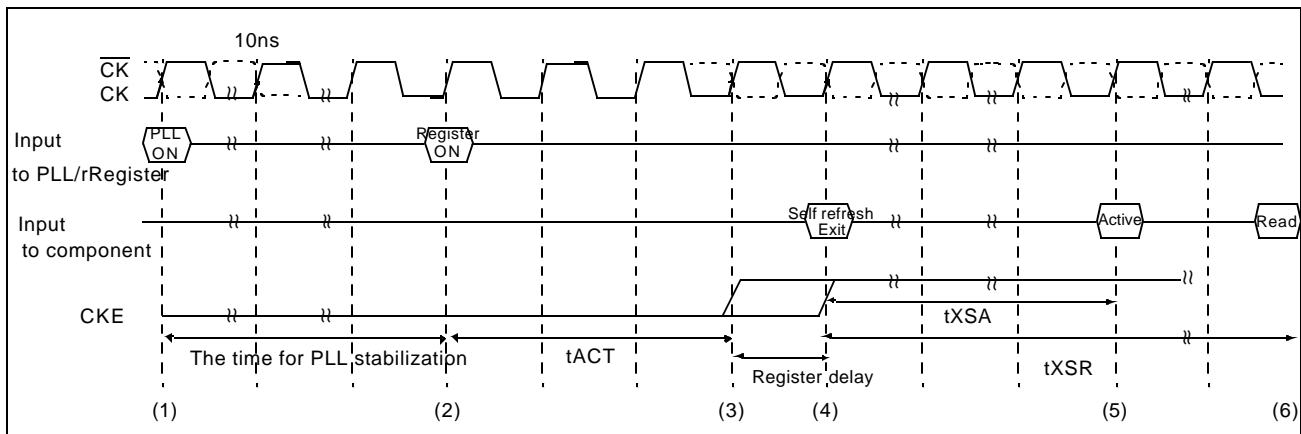 10ns
CK
CK
Input
to PLL/rRegister
PLL
ON
Register
ON
Input
to component
Self refresh
Exit
Active
Read
CKE
tXSA
The time for PLL stabilization
tACT
Register delay
tXSR
(1)
(2)
(3)
(4)
(5)
(6)